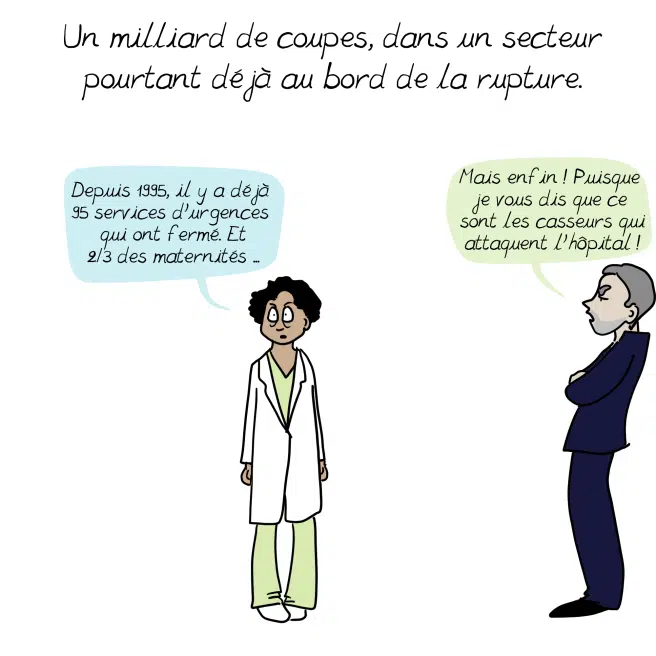 Un milliard de coupes, dans un secteur
pourtant déjà au bord de la rupture.
Depuis 1995, il y a déjà
95 services d'urgences
qui ont fermé. Et
2/3 des maternités ...
Mais enfin ! Puisque
je vous dis que ce
sont les casseurs qui
attaquent l'hôpital !